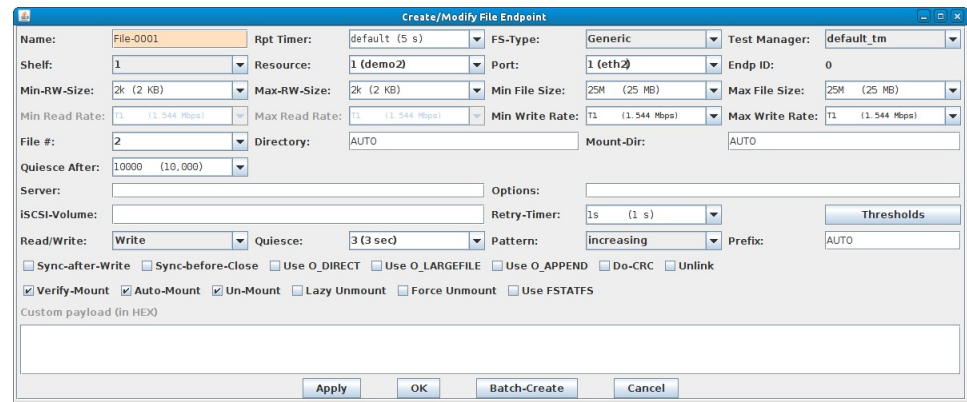 Create/Modify File Endpoint
Name: File-0001 Rpt Timer: default (5 s) FS-Type: Generic Test Manager: default_tm
Shelf: 1 Resource: 1 (demo2) Port: 1 (eth2) Endp ID: 0
Min-RW-Size: 2k (2 KB) Max-RW-Size: 2k (2 KB) Min File Size: 25M (25 MB) Max File Size: 25M (25 MB)
Min Read Rate: T1 (1.544 Mbps) Max Read Rate: T1 (1.544 Mbps) Min Write Rate: T1 (1.544 Mbps) Max Write Rate: T1 (1.544 Mbps)
File #: 2 Directory: AUTO Mount-Dir: AUTO
Quiesce After: 10000 (10,000)
Server: Options:
iSCSI-Volume: Retry-Timer: 1s (1 s) Thresholds
Read/Write: Write Quiesce: 3 (3 sec) Pattern: increasing Prefix: AUTO
Sync-after-Write Sync-before-Close Use O_DIRECT Use O_LARGEFILE Use O_APPEND Do-CRC Unlink
Verify-Mount Auto-Mount Un-Mount Lazy Unmount Force Unmount Use FSTATFS
Custom payload (in HEX)
Apply OK Batch-Create Cancel